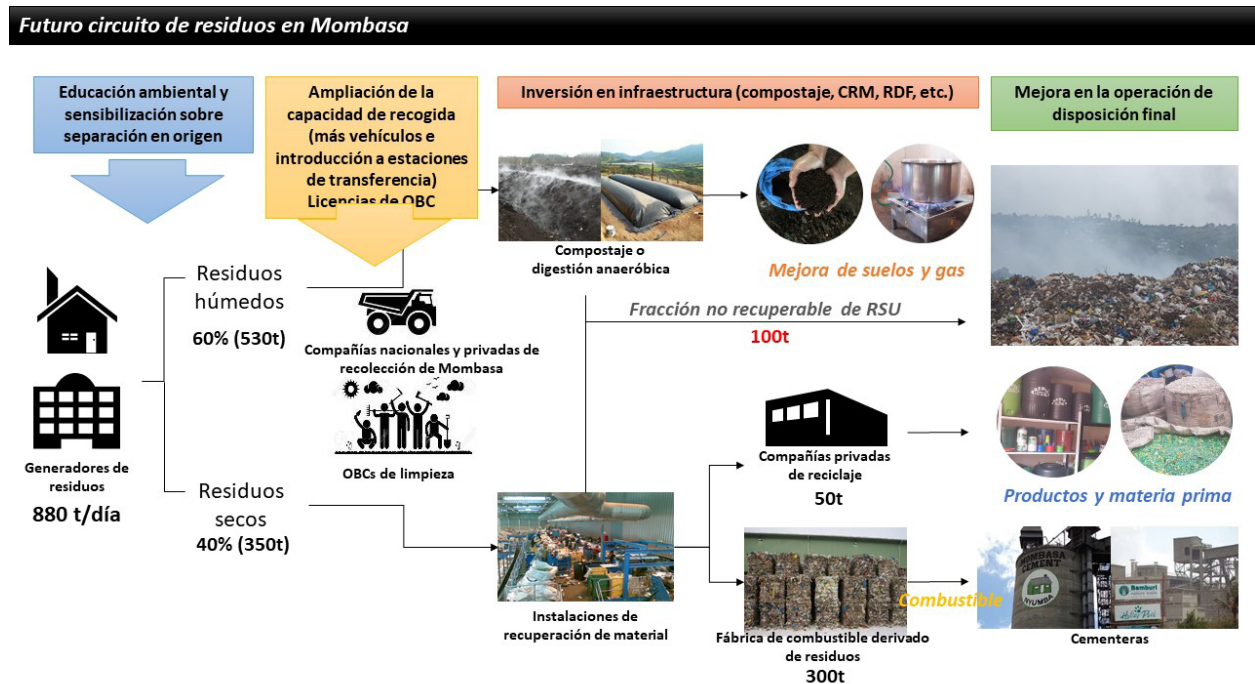 Futuro circuito de residuos en Mombasa
Educación ambiental y
sensibilización sobre
separación en origen
Ampliación de la
capacidad de recogida
(más vehículos e
introducción a estaciones
de transferencia)
Licencias de OBC
Inversión en infraestructura (compostaje, CRM, RDF, etc.)
Mejora en la operación de
disposición final
Compostaje o
digestión anaeróbica
Mejora de suelos y gas
Residuos
húmedos
60% (530t)
Compañías nacionales y privadas de
recolección de Mombasa
Fracción no recuperable de RSU
100t
Generadores de
residuos
880 t/día
OBCs de limpieza
Compañías privadas
de reciclaje
50t
Productos y materia prima
Residuos
secos
40% (350t)
Instalaciones de
recuperación de material
Fábrica de combustible derivado
de residuos
300t
Combustible
MOMBASA
CEMENT
NYUMBA
Bamburi
Haller Park
Cementeras